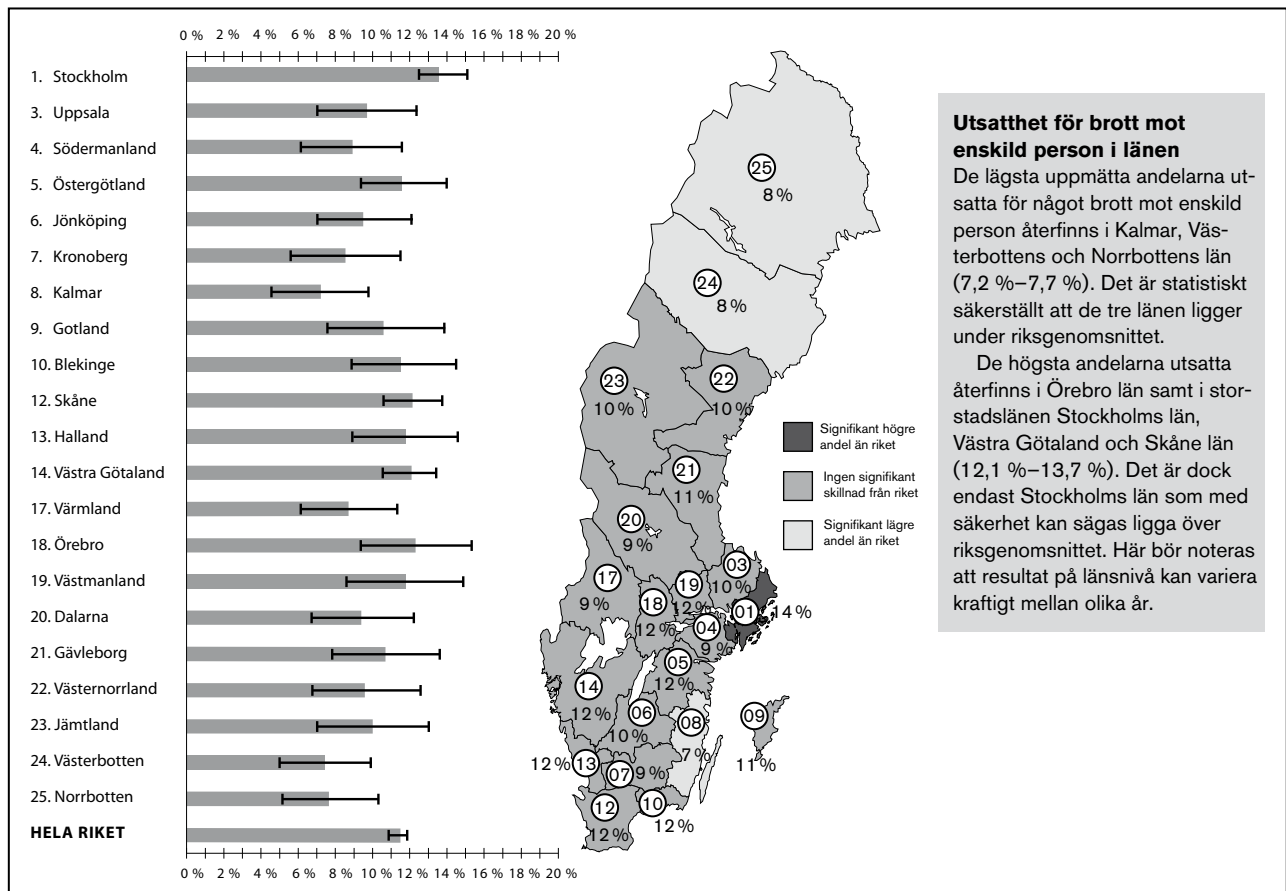 0 % 2 % 4 % 6 % 8 % 10 % 12 % 14 % 16 % 18 % 20 %
1. Stockholm
3. Uppsala
4. Södermanland
5. Östergötland
6. Jönköping
7. Kronoberg
8. Kalmar
9. Gotland
10. Blekinge
12. Skåne
13. Halland
14. Västra Götaland
17. Värmland
18. Örebro
19. Västmanland
20. Dalarna
21. Gävleborg
22. Västernorrland
23. Jämtland
24. Västerbotten
25. Norrbotten
HELA RIKET
0 % 2 % 4 % 6 % 8 % 10 % 12 % 14 % 16 % 18 % 20 %
25
8 %
24
8 %
23
10 %
22
10 %
21
11 %
20
9 %
03
10 %
17
9 %
19
12 %
18
12 %
01
14 %
04
9 %
05
12 %
14
12 %
06
10 %
08
7 %
09
11 %
12 %
13
07
9 %
12
12 %
10
12 %
Signifikant högre
andel än riket
Ingen signifikant
skillnad från riket
Signifikant lägre
andel än riket
Utsatthet för brott mot
enskild person i länen
De lägsta uppmätta andelarna ut-
satta för något brott mot enskild
person återfinns i Kalmar, Väs-
terbottens och Norrbottens län
(7,2 %–7,7 %). Det är statistiskt
säkerställt att de tre länen ligger
under riksgenomsnittet.
De högsta andelarna utsatta
återfinns i Örebro län samt i stor-
stadslänen Stockholms län,
Västra Götaland och Skåne län
(12,1 %–13,7 %). Det är dock
endast Stockholms län som med
säkerhet kan sägas ligga över
riksgenomsnittet. Här bör noteras
att resultat på länsnivå kan variera
kraftigt mellan olika år.